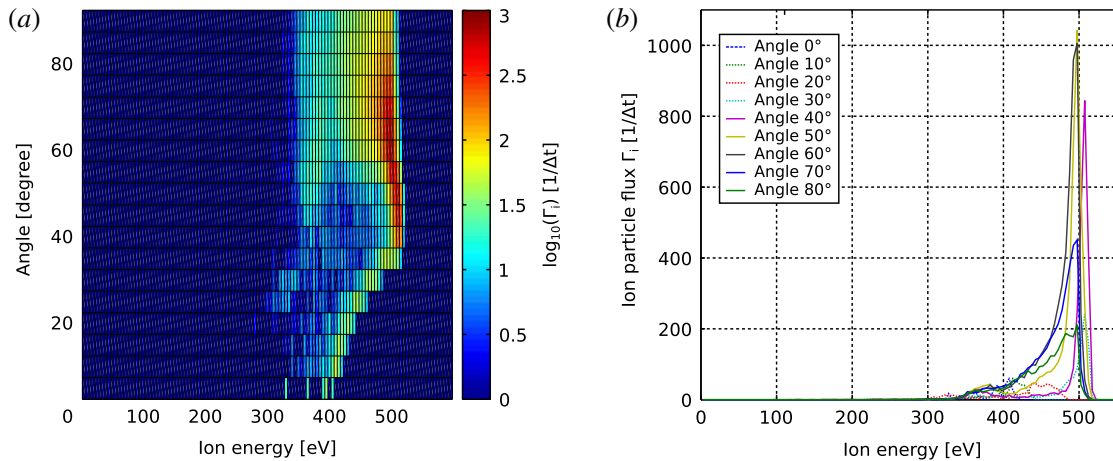 (a)
80
60
40
20
0
0 100 200 300 400 500
Angle [degree]
Ion energy [eV]
3
2.5
2
1.5
1
0.5
0
log₁₀(Γᵢ) [1/Δt]
(b)
1000
800
600
400
200
0
0 100 200 300 400 500
Ion particle flux Γᵢ [1/Δt]
Ion energy [eV]
Angle 0°
Angle 10°
Angle 20°
Angle 30°
Angle 40°
Angle 50°
Angle 60°
Angle 70°
Angle 80°